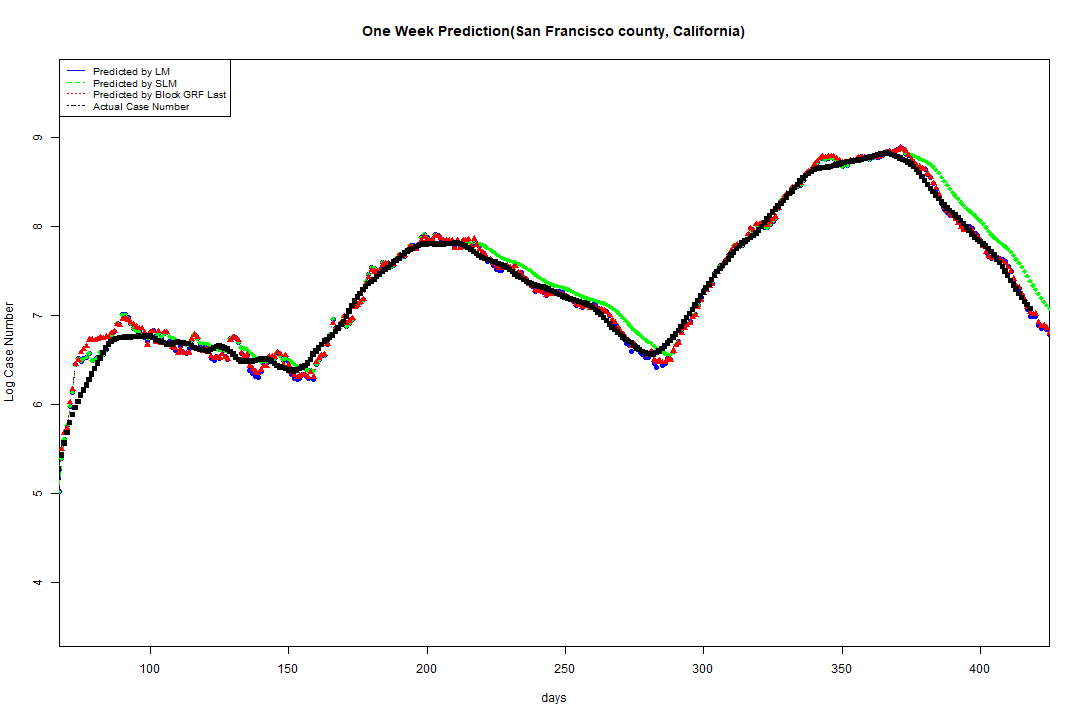 One Week Prediction(San Francisco county, California)
Predicted by LM
Predicted by SLM
Predicted by Block GRF Last
Actual Case Number
9
8
7
6
5
4
Log Case Number
100 150 200 250 300 350 400
days